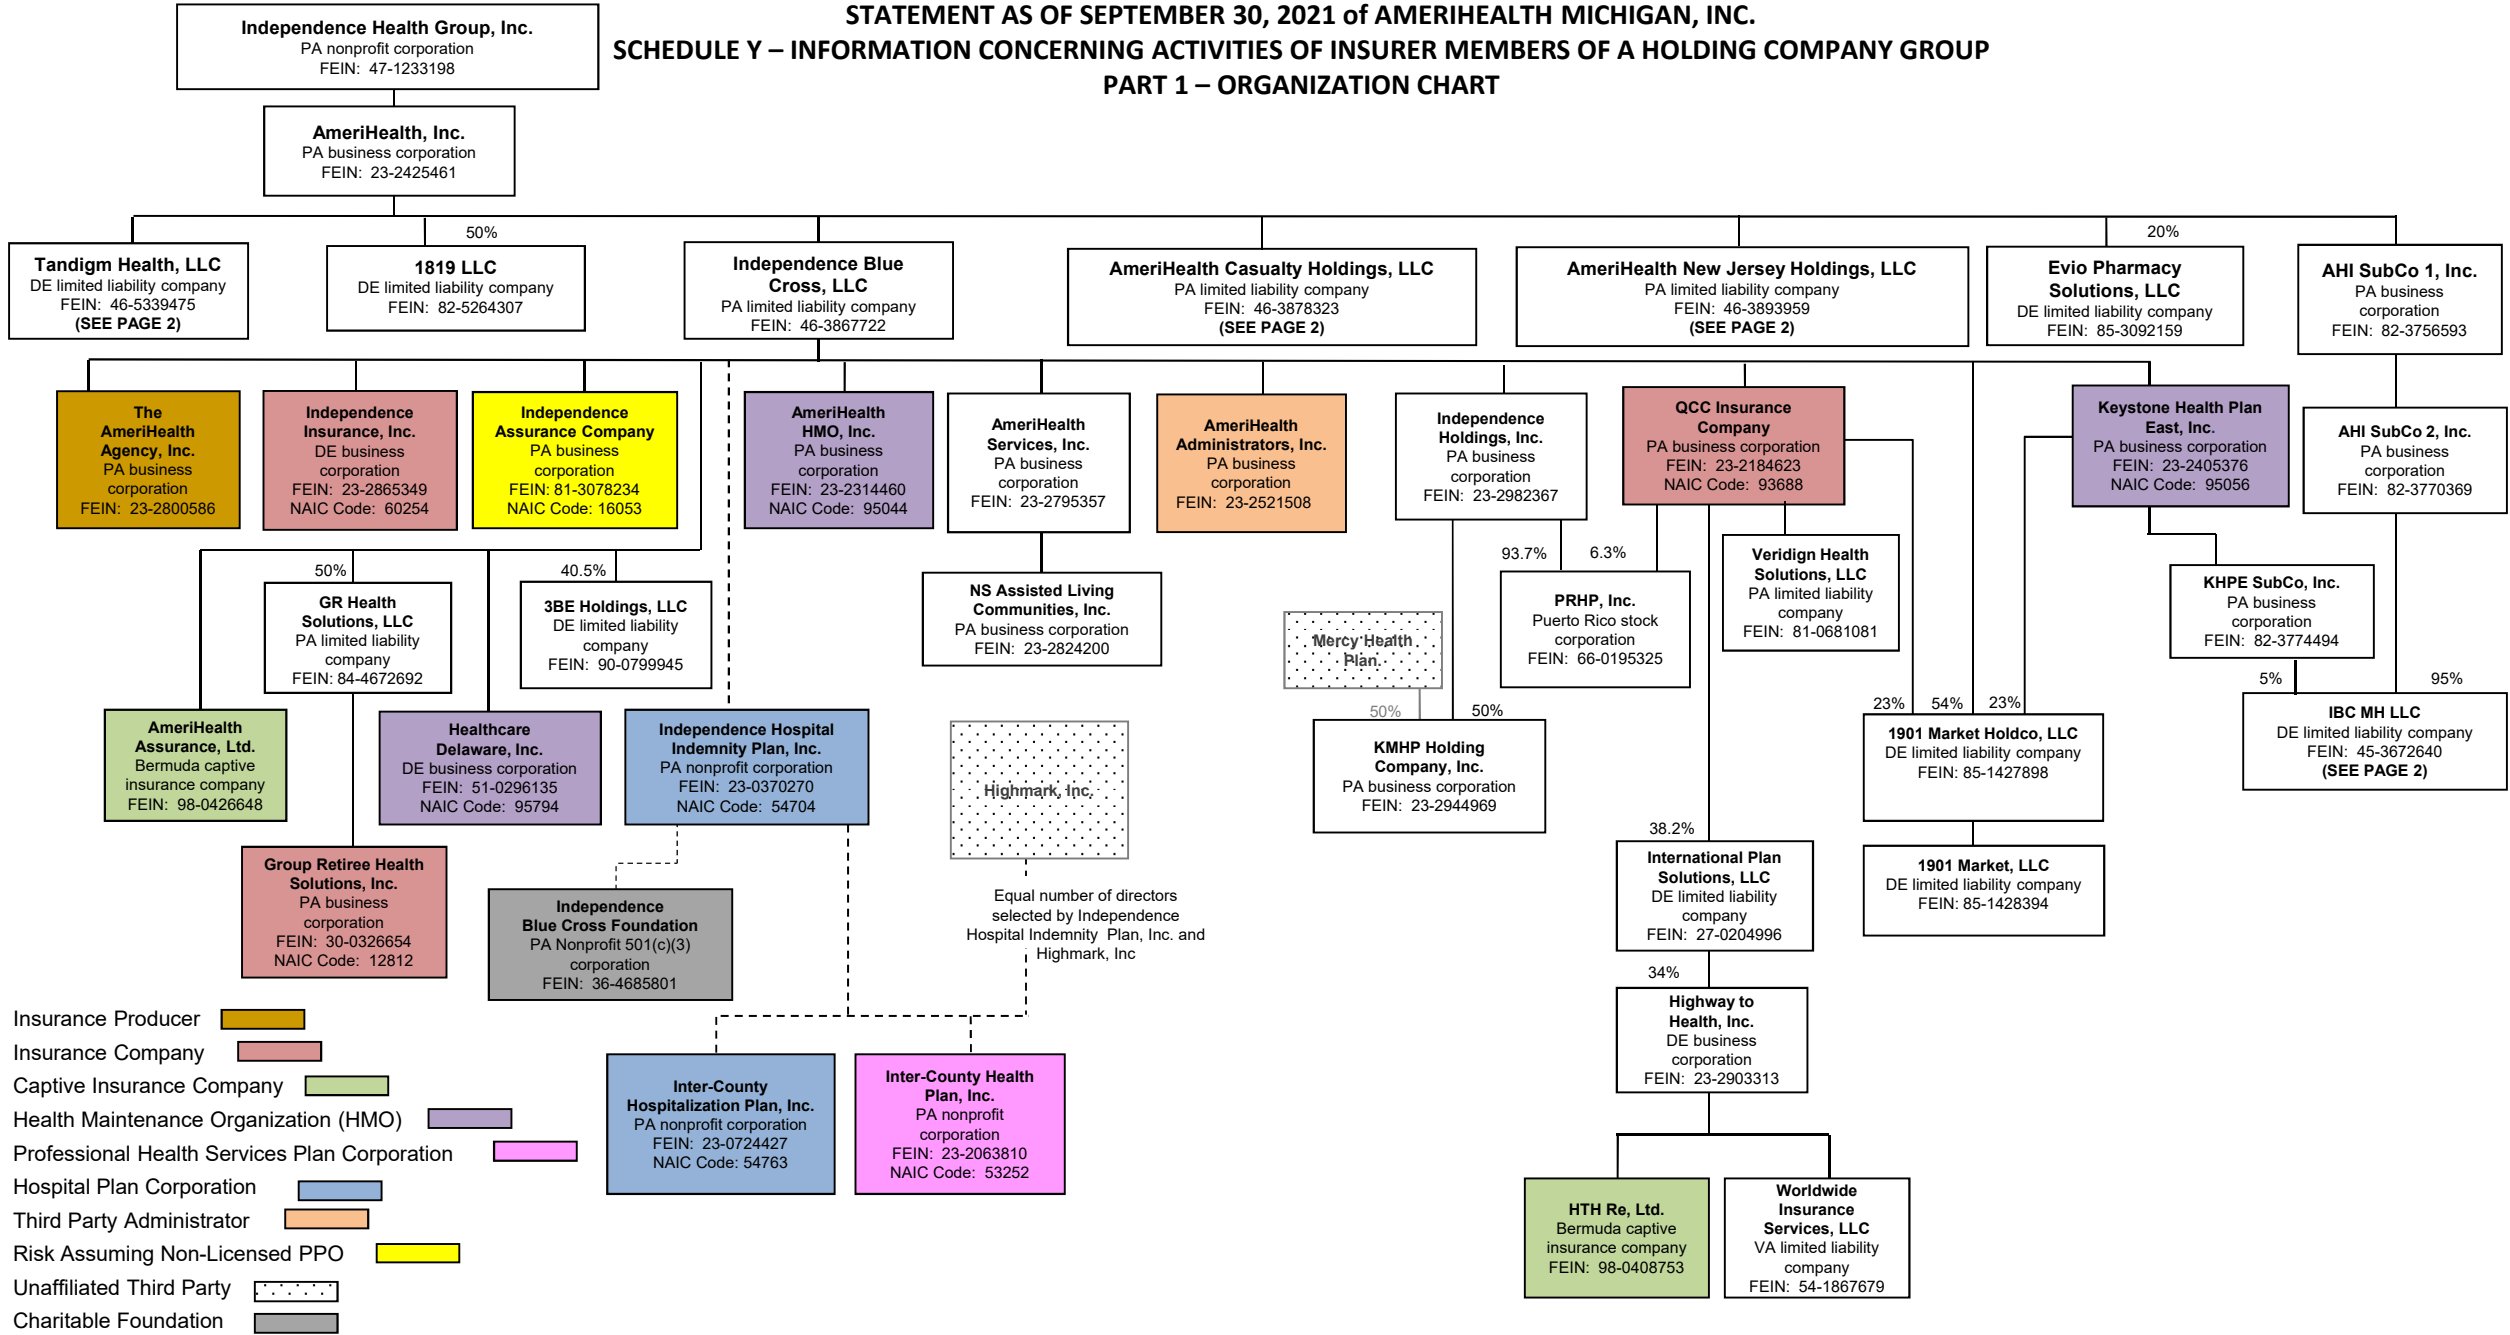 STATEMENT AS OF SEPTEMBER 30, 2021 of AMERIHEALTH MICHIGAN, INC.
SCHEDULE Y – INFORMATION CONCERNING ACTIVITIES OF INSURER MEMBERS OF A HOLDING COMPANY GROUP
PART 1 – ORGANIZATION CHART
Independence Health Group, Inc.
PA nonprofit corporation
FEIN: 47-1233198
AmeriHealth, Inc.
PA business corporation
FEIN: 23-2425461
Tandigm Health, LLC
DE limited liability company
FEIN: 46-5339475
(SEE PAGE 2)
50%
1819 LLC
DE limited liability company
FEIN: 82-5264307
Independence Blue
Cross, LLC
PA limited liability company
FEIN: 46-3867722
AmeriHealth Casualty Holdings, LLC
PA limited liability company
FEIN: 46-3878323
(SEE PAGE 2)
AmeriHealth New Jersey Holdings, LLC
PA limited liability company
FEIN: 46-3893959
(SEE PAGE 2)
20%
Evio Pharmacy
Solutions, LLC
DE limited liability company
FEIN: 85-3092159
AHI SubCo 1, Inc.
PA business
corporation
FEIN: 82-3756593
The
AmeriHealth
Agency, Inc.
PA business
corporation
FEIN: 23-2800586
Independence
Insurance, Inc.
DE business
corporation
FEIN: 23-2865349
NAIC Code: 60254
Independence
Assurance Company
PA business
corporation
FEIN: 81-3078234
NAIC Code: 16053
AmeriHealth
HMO, Inc.
PA business
corporation
FEIN: 23-2314460
NAIC Code: 95044
AmeriHealth
Services, Inc.
PA business
corporation
FEIN: 23-2795357
AmeriHealth
Administrators, Inc.
PA business
corporation
FEIN: 23-2521508
Independence
Holdings, Inc.
PA business
corporation
FEIN: 23-2982367
QCC Insurance
Company
PA business corporation
FEIN: 23-2184623
NAIC Code: 93688
Keystone Health Plan
East, Inc.
PA business corporation
FEIN: 23-2405376
NAIC Code: 95056
AHI SubCo 2, Inc.
PA business
corporation
FEIN: 82-3770369
50%
GR Health
Solutions, LLC
PA limited liability
company
FEIN: 84-4672692
40.5%
3BE Holdings, LLC
DE limited liability
company
FEIN: 90-0799945
NS Assisted Living
Communities, Inc.
PA business corporation
FEIN: 23-2824200
Mercy Health
Plan.
93.7%
6.3%
PRHP, Inc.
Puerto Rico stock
corporation
FEIN: 66-0195325
Veridign Health
Solutions, LLC
PA limited liability
company
FEIN: 81-0681081
KHPE SubCo, Inc.
PA business
corporation
FEIN: 82-3774494
AmeriHealth
Assurance, Ltd.
Bermuda captive
insurance company
FEIN: 98-0426648
Healthcare
Delaware, Inc.
DE business corporation
FEIN: 51-0296135
NAIC Code: 95794
Independence Hospital
Indemnity Plan, Inc.
PA nonprofit corporation
FEIN: 23-0370270
NAIC Code: 54704
Highmark, Inc.
50%
50%
KMHP Holding
Company, Inc.
PA business corporation
FEIN: 23-2944969
23%
54%
23%
1901 Market Holdco, LLC
DE limited liability company
FEIN: 85-1427898
5%
95%
IBC MH LLC
DE limited liability company
FEIN: 45-3672640
(SEE PAGE 2)
Group Retiree Health
Solutions, Inc.
PA business
corporation
FEIN: 30-0326654
NAIC Code: 12812
Independence
Blue Cross Foundation
PA Nonprofit 501(c)(3)
corporation
FEIN: 36-4685801
Equal number of directors
selected by Independence
Hospital Indemnity Plan, Inc. and
Highmark, Inc
38.2%
International Plan
Solutions, LLC
DE limited liability
company
FEIN: 27-0204996
1901 Market, LLC
DE limited liability company
FEIN: 85-1428394
34%
Highway to
Health, Inc.
DE business
corporation
FEIN: 23-2903313
Inter-County
Hospitalization Plan, Inc.
PA nonprofit corporation
FEIN: 23-0724427
NAIC Code: 54763
Inter-County Health
Plan, Inc.
PA nonprofit
corporation
FEIN: 23-2063810
NAIC Code: 53252
HTH Re, Ltd.
Bermuda captive
insurance company
FEIN: 98-0408753
Worldwide
Insurance
Services, LLC
VA limited liability
company
FEIN: 54-1867679
Insurance Producer
Insurance Company
Captive Insurance Company
Health Maintenance Organization (HMO)
Professional Health Services Plan Corporation
Hospital Plan Corporation
Third Party Administrator
Risk Assuming Non-Licensed PPO
Unaffiliated Third Party
Charitable Foundation